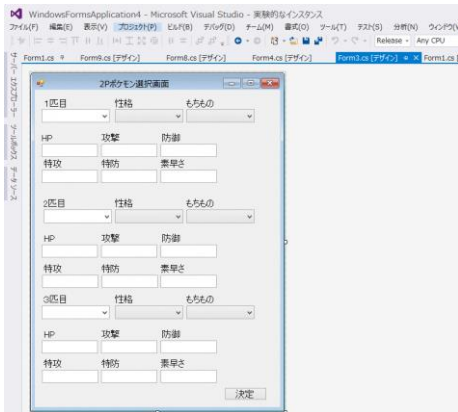 WindowsFormsApplication4 - Microsoft Visual Studio - 実験的なインスタンス
ファイル(F) 編集(E) 表示(V) プロジェクト(P) ビルド(B) デバッグ(D) チーム(M) 書式(O) ツール(T) テスト(S) 分析(N) ウィンドウ(W
Release - Any CPU
Form1.cs Form9.cs [デザイン] Form8.cs [デザイン] Form4.cs [デザイン] Form3.cs [デザイン] Form1.cs [
サーバー エクスプローラー
ツールボックス
データ ソース
2Pポケモン選択画面
1匹目 性格 もちもの
HP 攻撃 防御
特攻 特防 素早さ
2匹目 性格 もちもの
HP 攻撃 防御
特攻 特防 素早さ
3匹目 性格 もちもの
HP 攻撃 防御
特攻 特防 素早さ
決定